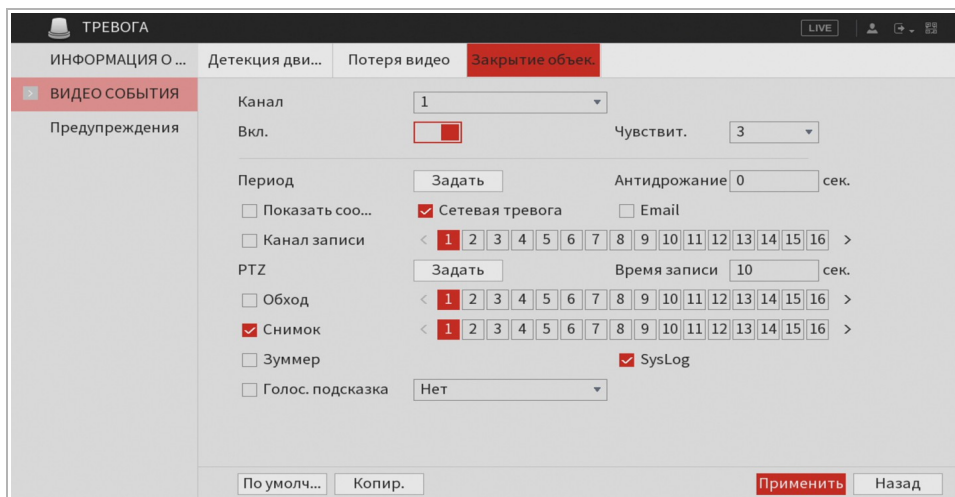 ТРЕВОГА LIVE
ИНФОРМАЦИЯ О ... Детекция дви... Потеря видео Закрытие объек.
ВИДЕО СОБЫТИЯ
Предупреждения
Канал 1
Вкл. Чувствит. 3
Период Задать Антидрожание 0 сек.
Показать соо... Сетевая тревога Email
Канал записи < 1 2 3 4 5 6 7 8 9 10 11 12 13 14 15 16 >
PTZ Задать Время записи 10 сек.
Обход < 1 2 3 4 5 6 7 8 9 10 11 12 13 14 15 16 >
Снимок < 1 2 3 4 5 6 7 8 9 10 11 12 13 14 15 16 >
Зуммер SysLog
Голос. подсказка Нет
По умолч... Копир. Применить Назад